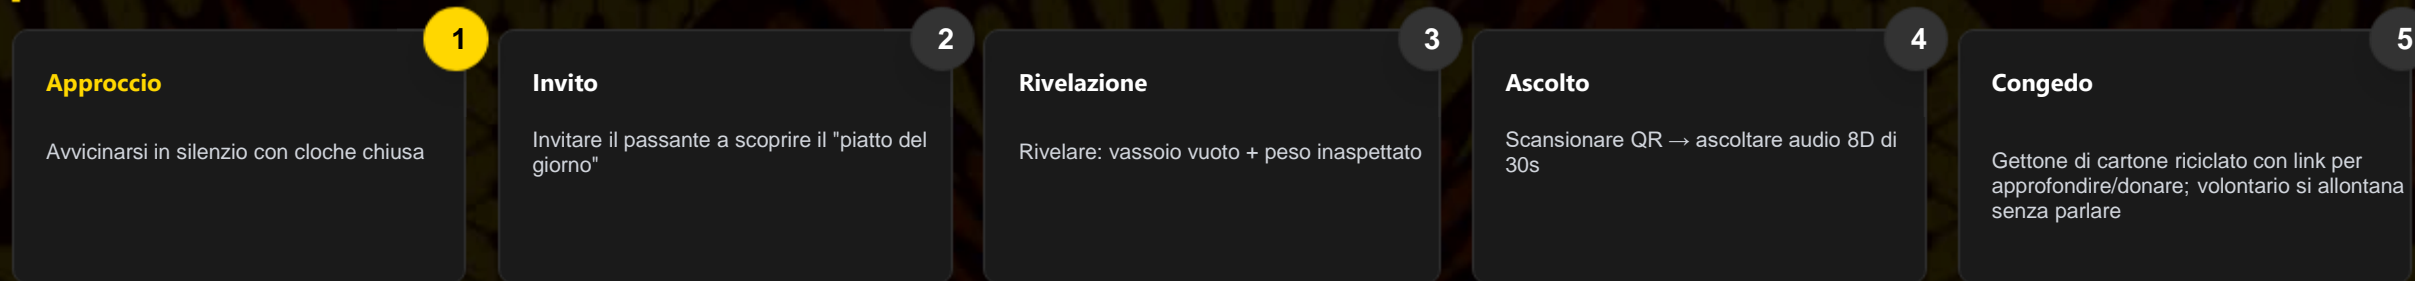 1
Approccio
Avvicinarsi in silenzio con cloche chiusa
2
Invito
Invitare il passante a scoprire il "piatto del
giorno"
3
Rivelazione
Rivelare: vassoio vuoto + peso inaspettato
4
Ascolto
Scansionare QR → ascoltare audio 8D di
30s
5
Congedo
Gettone di cartone riciclato con link per
approfondire/donare; volontario si allontana
senza parlare